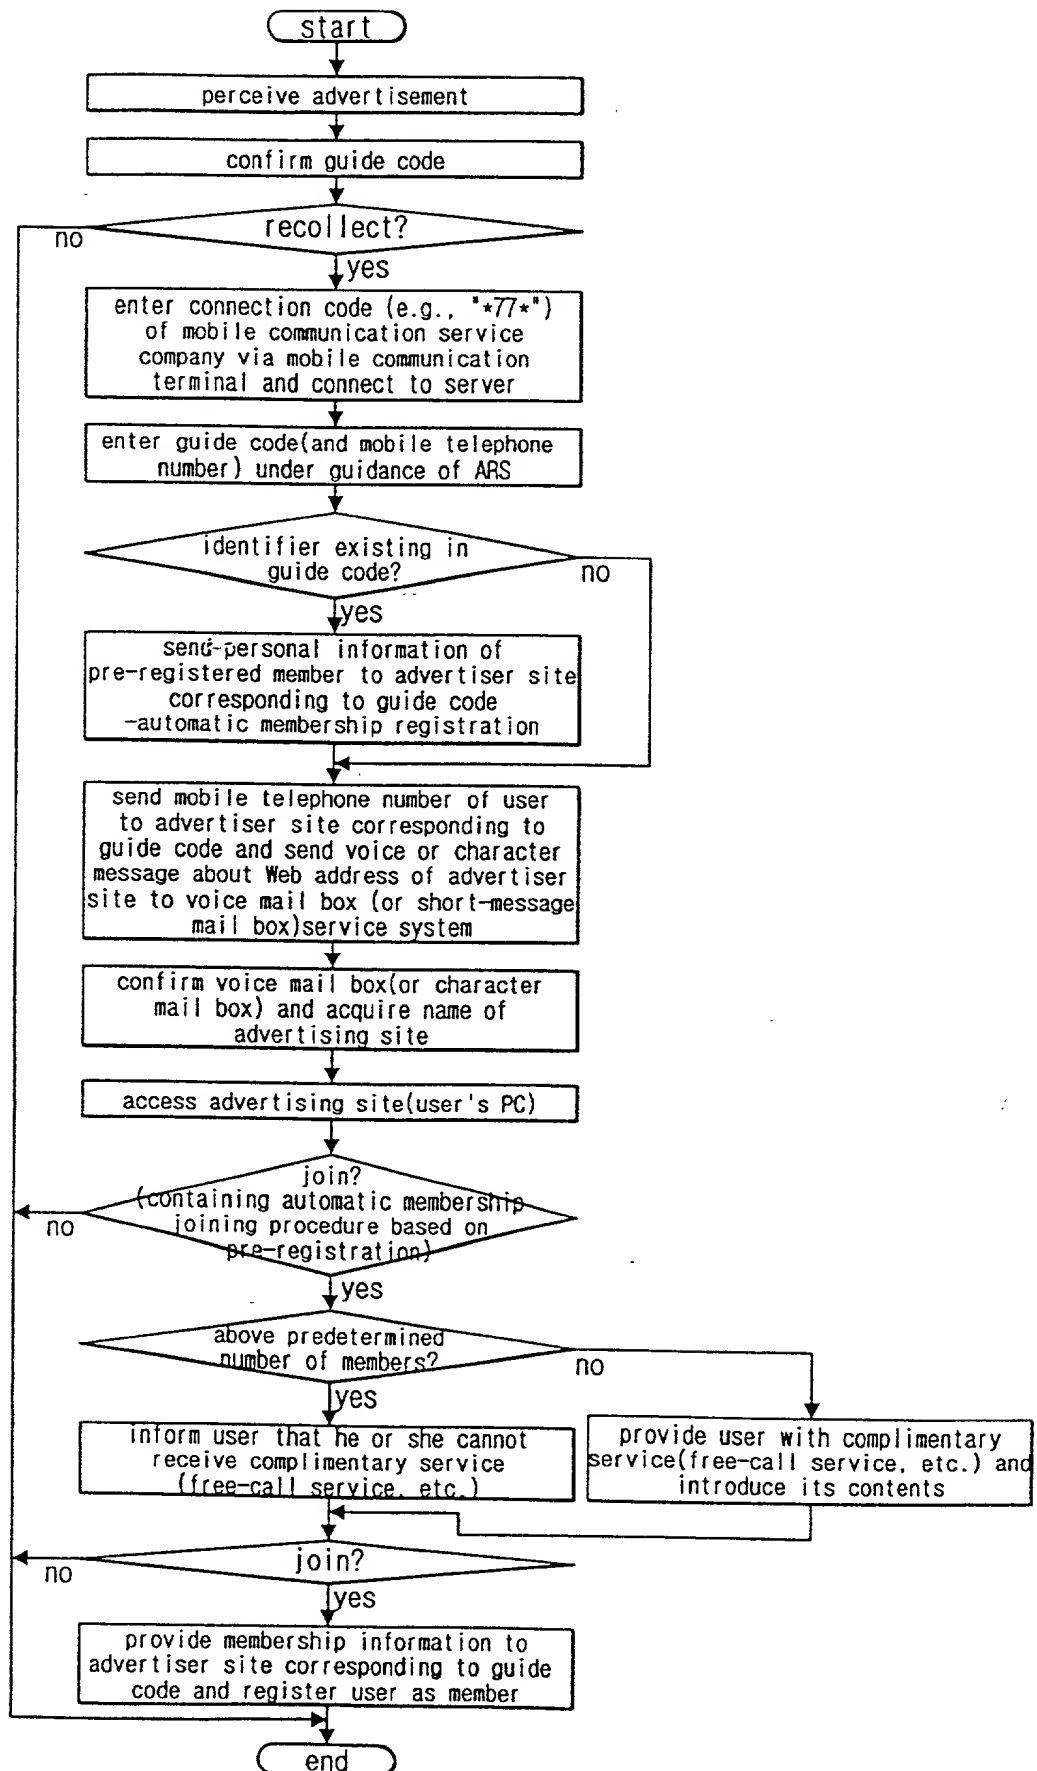 start
perceive advertisement
confirm guide code
recollect?
no
yes
enter connection code (e.g., "*77*")
of mobile communication service
company via mobile communication
terminal and connect to server
enter guide code(and mobile telephone
number) under guidance of ARS
identifier existing in
guide code?
no
yes
send-personal information of
pre-registered member to advertiser site
corresponding to guide code
-automatic membership registration
send mobile telephone number of user
to advertiser site corresponding to
guide code and send voice or character
message about Web address of advertiser
site to voice mail box (or short-message
mail box)service system
confirm voice mail box(or character
mail box) and acquire name of
advertising site
access advertising site(user's PC)
join?
(containing automatic membership
joining procedure based on
pre-registration)
no
yes
above predetermined
number of members?
no
yes
inform user that he or she cannot
receive complimentary service
(free-call service, etc.)
provide user with complimentary
service(free-call service, etc.) and
introduce its contents
join?
no
yes
provide membership information to
advertiser site corresponding to guide
code and register user as member
end